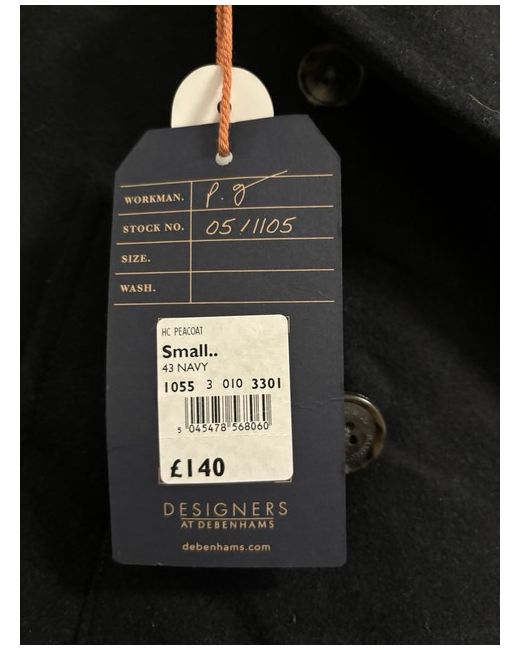 WORKMAN. P. g
STOCK NO. 05/1105
SIZE.
WASH.
HC PEACOAT
Small..
43 NAVY
1055 3 010 3301
5 045478 568060
£140
DESIGNERS
AT DEBENHAMS
debenhams.com